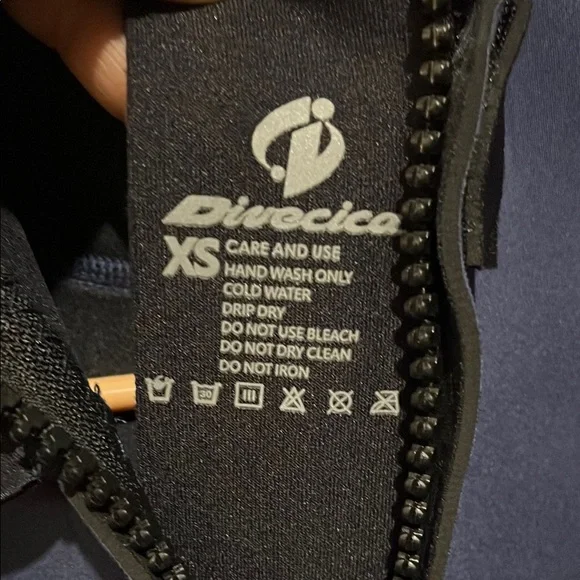 Divecica
XS
CARE AND USE
HAND WASH ONLY
COLD WATER
DRIP DRY
DO NOT USE BLEACH
DO NOT DRY CLEAN
DO NOT IRON
30